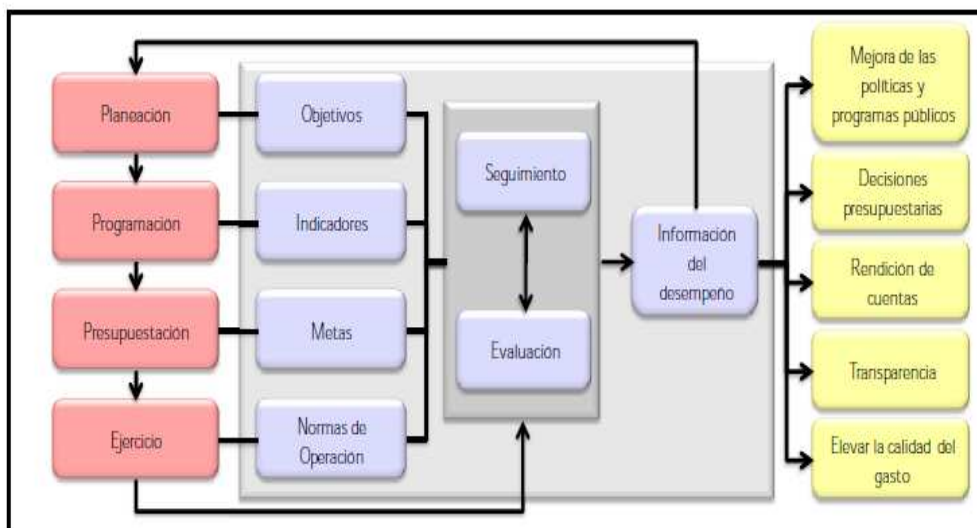 Planeación
Programación
Presupuestación
Ejercicio
Objetivos
Indicadores
Metas
Normas de
Operación
Seguimiento
Evaluación
Información
del
desempeño
Mejora de las
políticas y
programas públicos
Decisiones
presupuestarias
Rendición de
cuentas
Transparencia
Elevar la calidad del
gasto